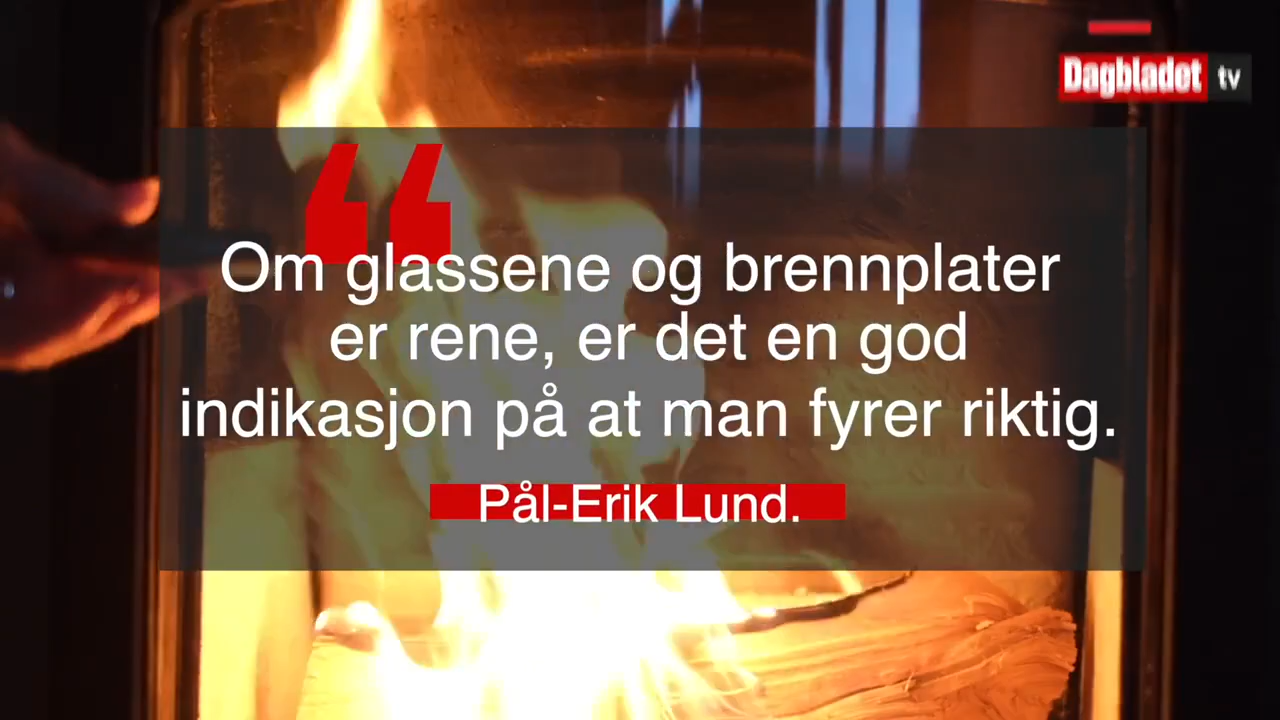 Dagbladet tv
“
Om glassene og brennplater
er rene, er det en god
indikasjon på at man fyrer riktig.
Pål-Erik Lund.